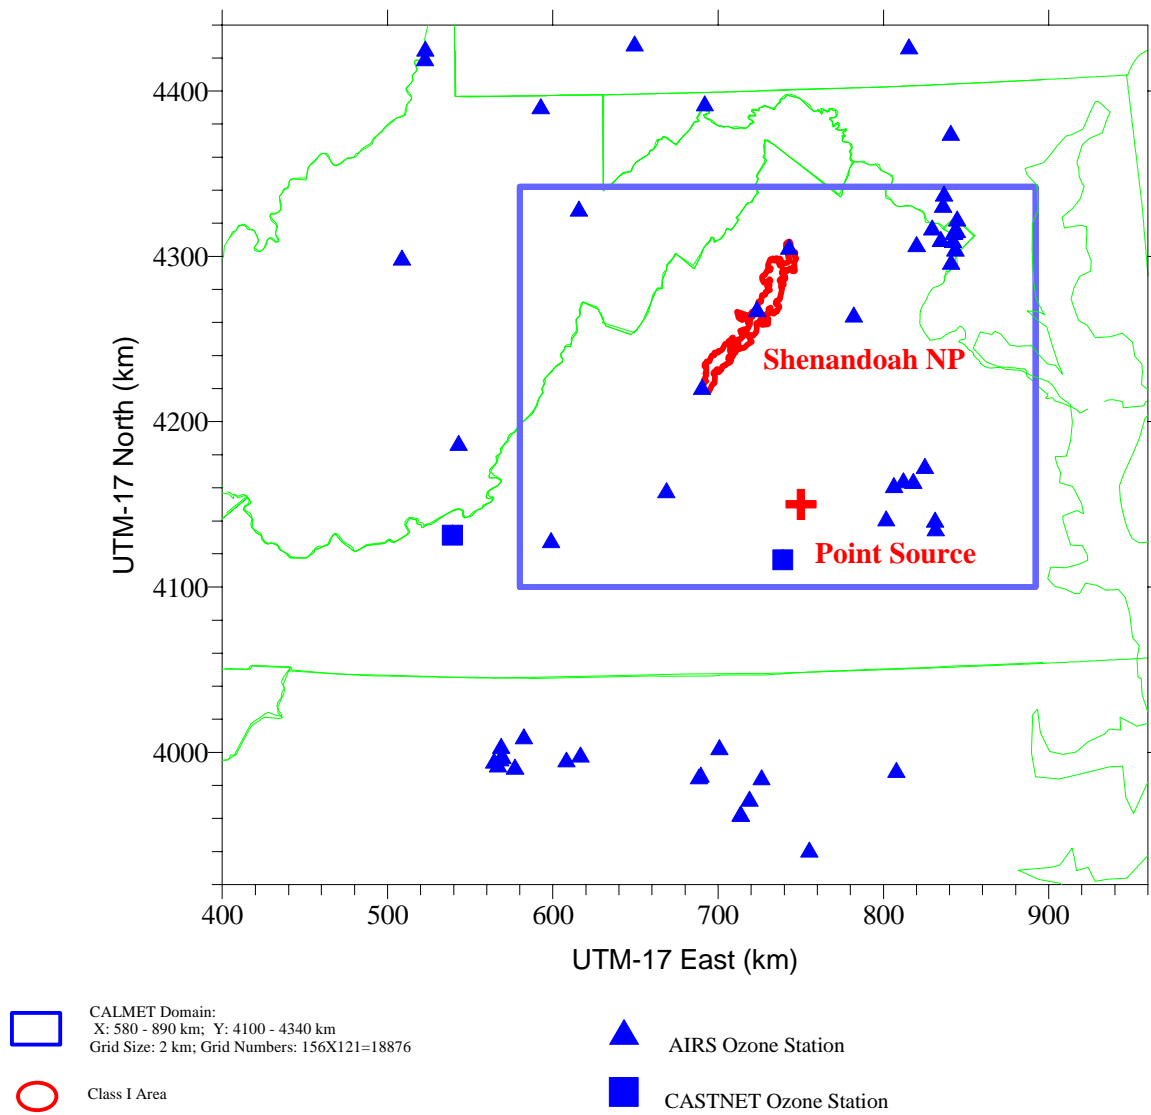 4400
4300
4200
4100
4000
UTM-17 North (km)
Shenandoah NP
Point Source
400 500 600 700 800 900
UTM-17 East (km)
CALMET Domain:
X: 580 - 890 km; Y: 4100 - 4340 km
Grid Size: 2 km; Grid Numbers: 156X121=18876
Class I Area
AIRS Ozone Station
CASTNET Ozone Station